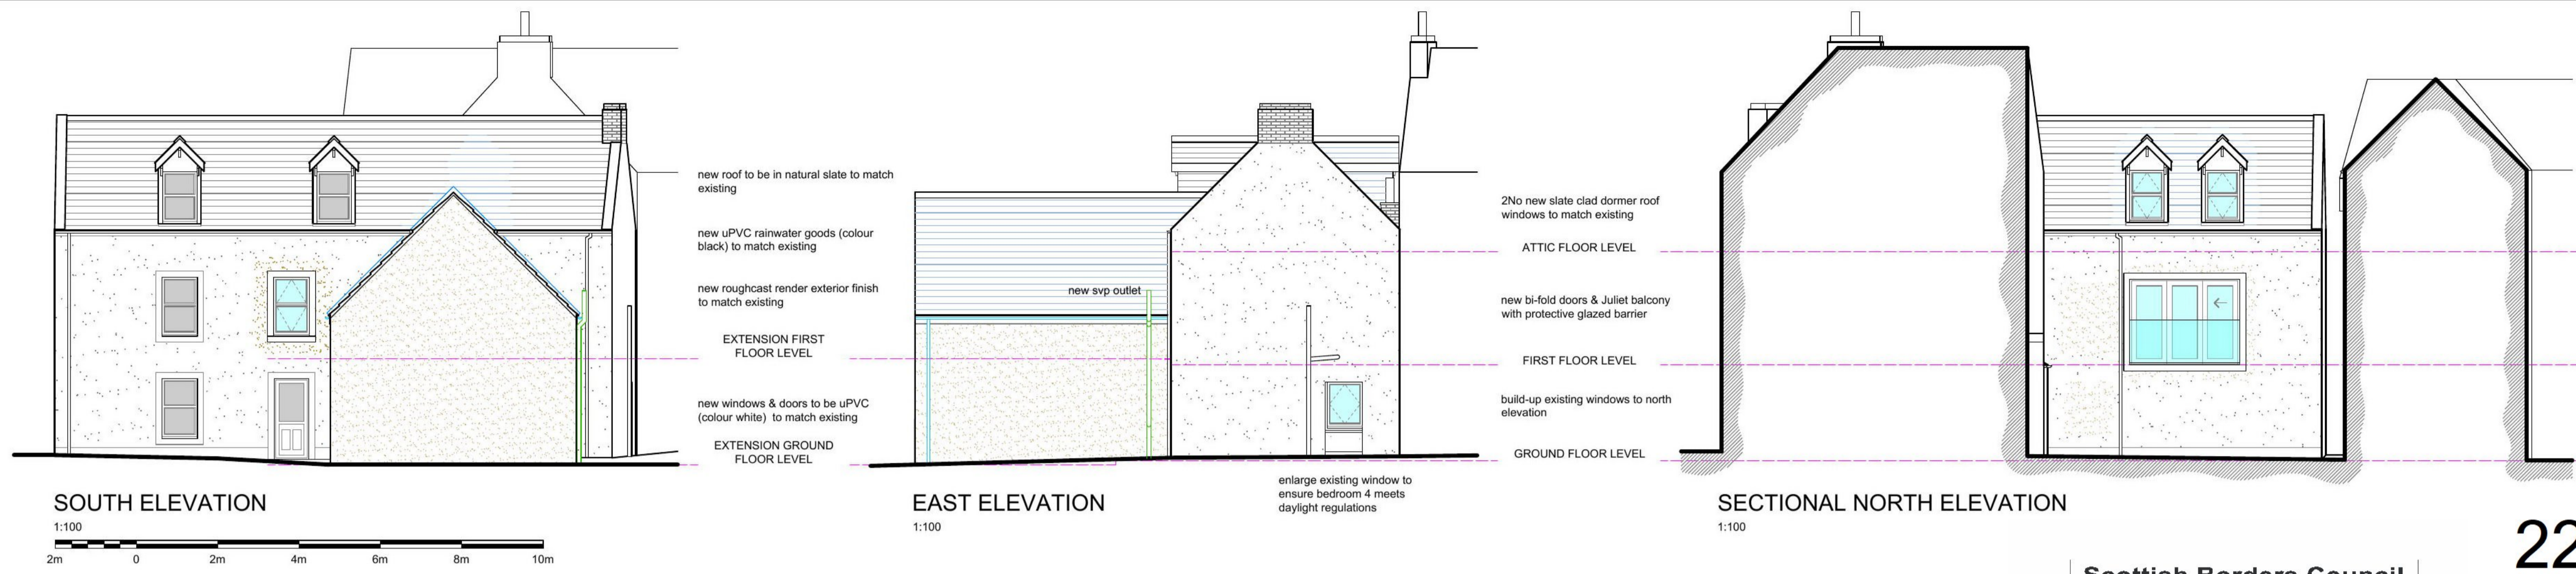 new roof to be in natural slate to match
existing
new uPVC rainwater goods (colour
black) to match existing
new roughcast render exterior finish
to match existing
EXTENSION FIRST
FLOOR LEVEL
new windows & doors to be uPVC
(colour white) to match existing
EXTENSION GROUND
FLOOR LEVEL
SOUTH ELEVATION
1:100
2m 0 2m 4m 6m 8m 10m
new svp outlet
enlarge existing window to
ensure bedroom 4 meets
daylight regulations
EAST ELEVATION
1:100
2No new slate clad dormer roof
windows to match existing
ATTIC FLOOR LEVEL
new bi-fold doors & Juliet balcony
with protective glazed barrier
FIRST FLOOR LEVEL
build-up existing windows to north
elevation
GROUND FLOOR LEVEL
SECTIONAL NORTH ELEVATION
1:100
22
Scottish Borders Council